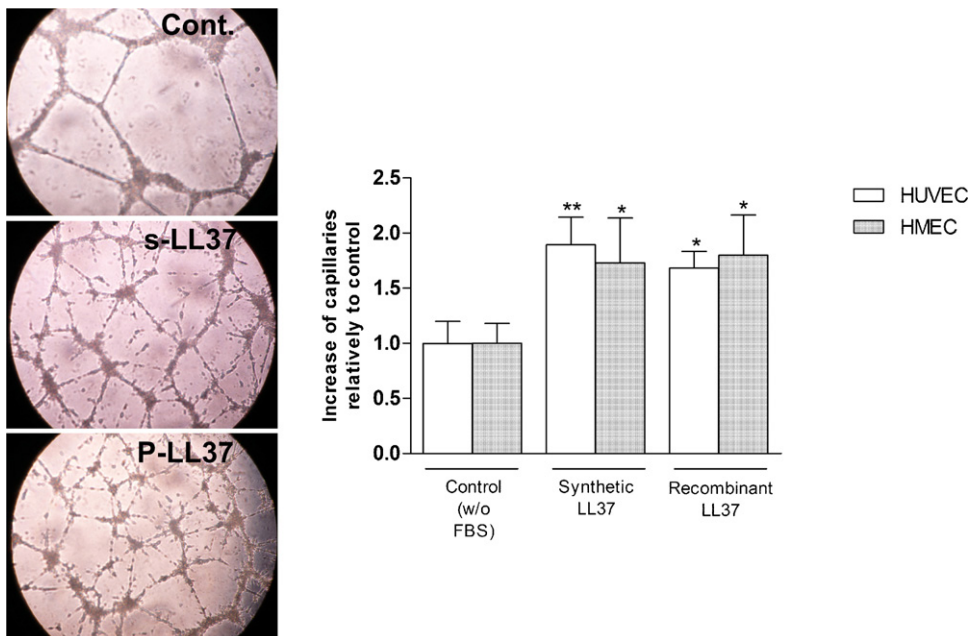 Cont.
s-LL37
P-LL37
Increase of capillaries
relatively to control
2.5
2.0
1.5
1.0
0.5
0.0
**
*
*
*
Control
(w/o
FBS)
Synthetic
LL37
Recombinant
LL37
HUVEC
HMEC